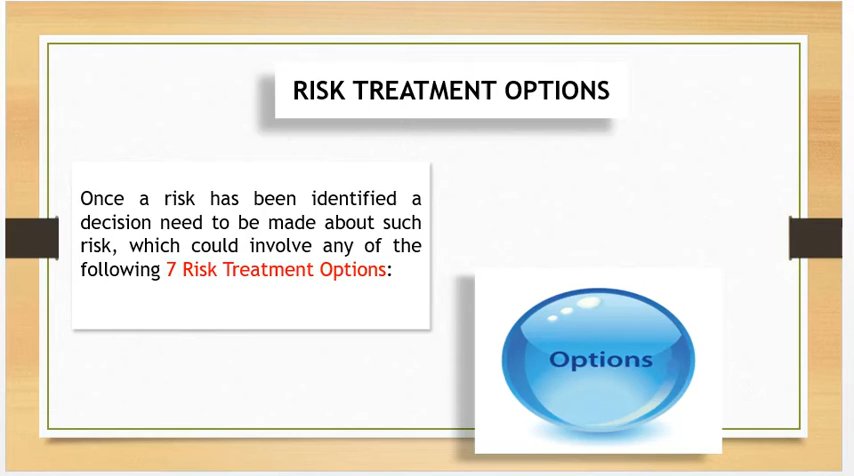 RISK TREATMENT OPTIONS
Once a risk has been identified a
decision need to be made about such
risk, which could involve any of the
following 7 Risk Treatment Options:
Options